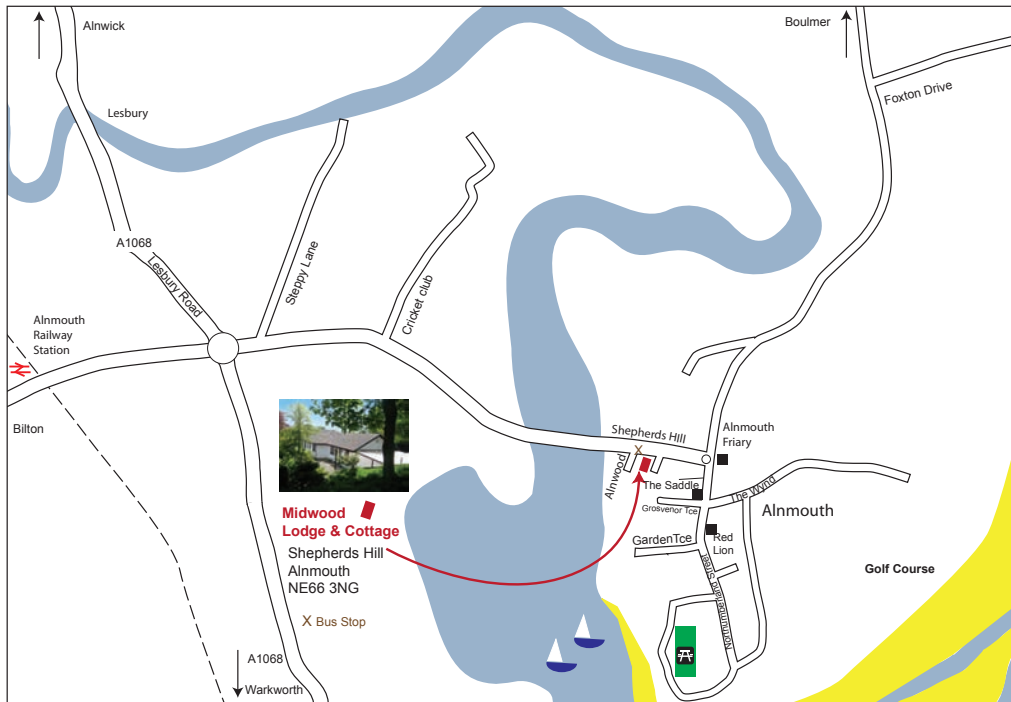 Alnwick
Boulmer
Foxton Drive
Lesbury
A1068
Lesbury Road
Steppy Lane
Cricket club
Alnmouth
Railway
Station
Bilton
Shepherds Hill
Alnmouth
Friary
X
Alnwood
The Saddle
The Wynd
Grosvenor Tce
Alnmouth
GardenTce
Red
Lion
Northumberland Street
Golf Course
Midwood
Lodge & Cottage
Shepherds Hill
Alnmouth
NE66 3NG
X Bus Stop
A1068
Warkworth